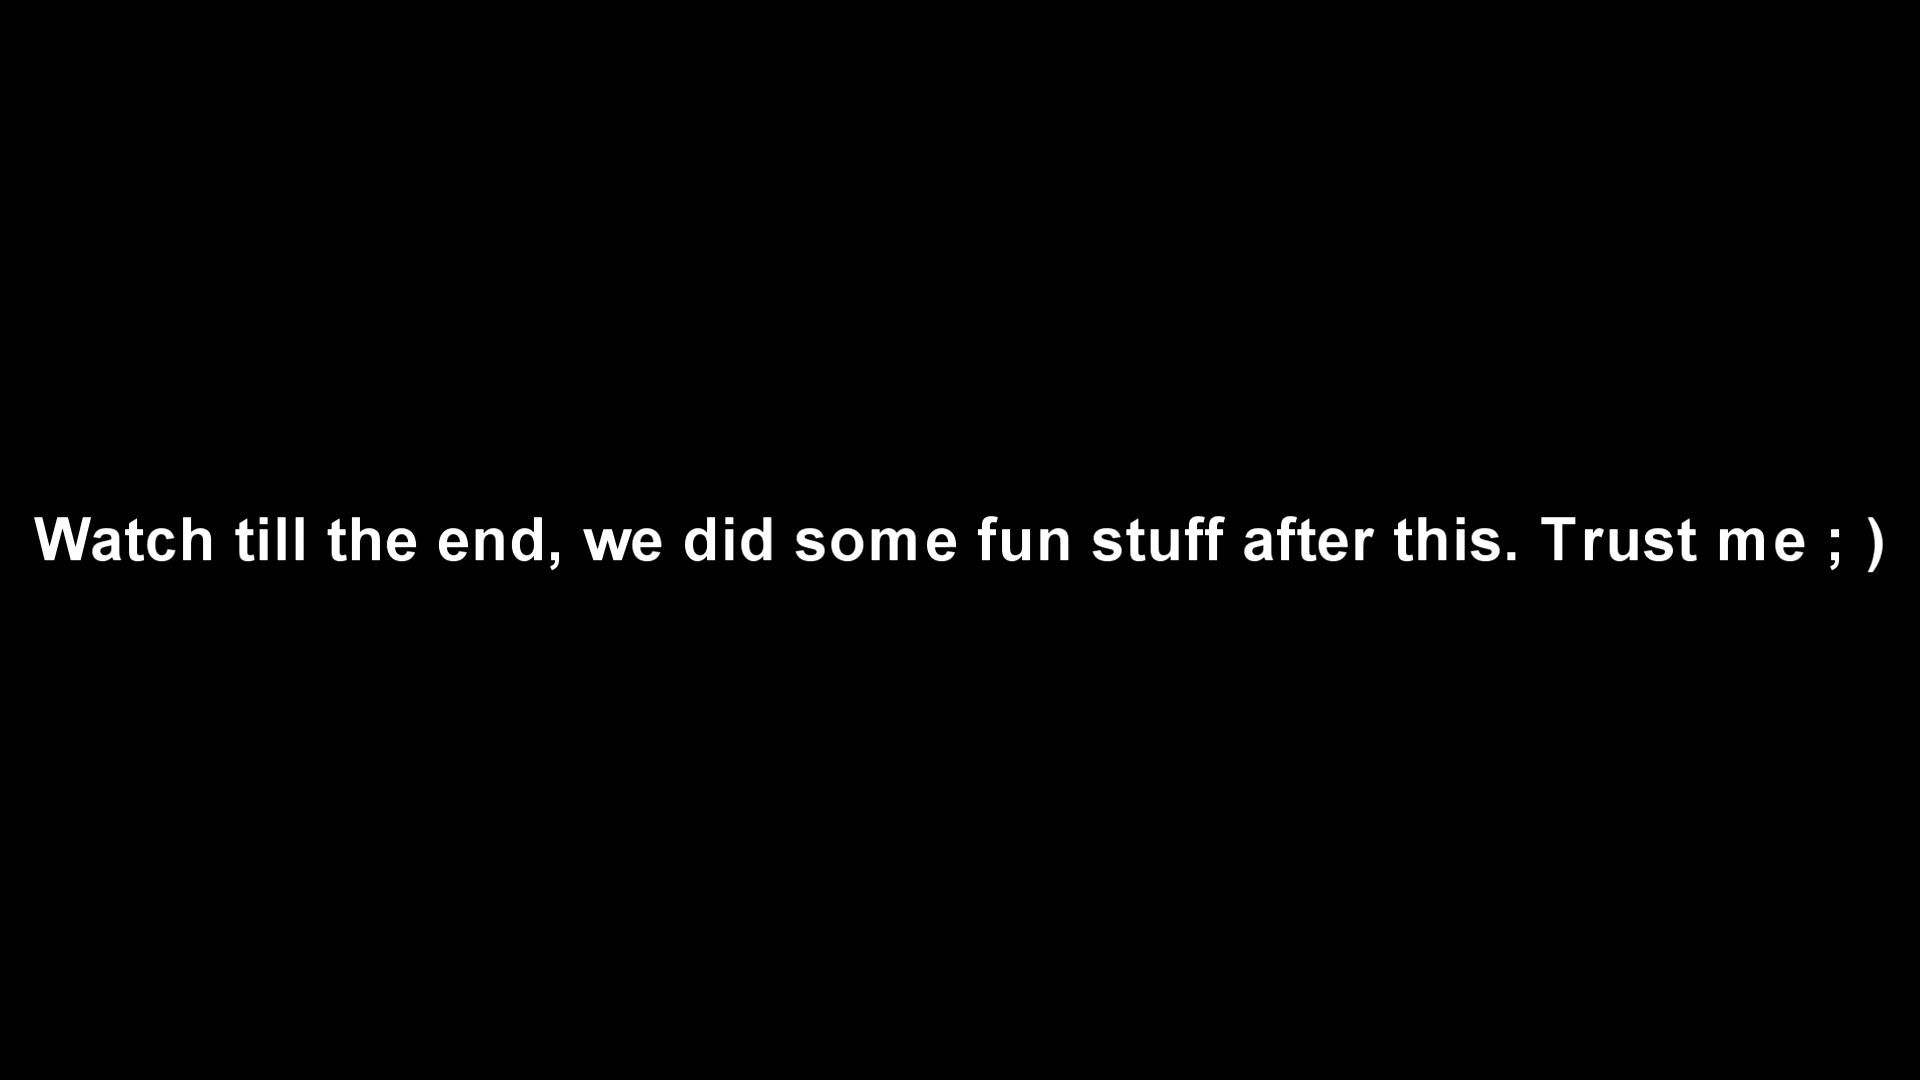 Watch till the end, we did some fun stuff after this. Trust me ; )